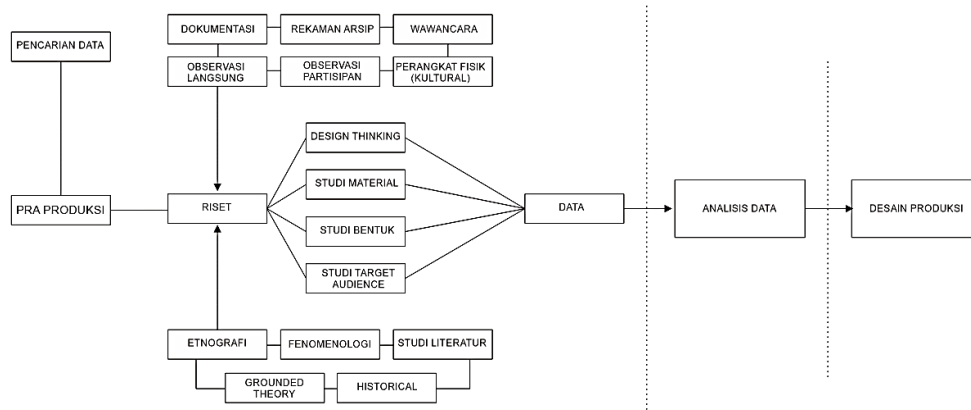 DOKUMENTASI
REKAMAN ARSIP
WAWANCARA
PENCARIAN DATA
OBSERVASI
LANGSUNG
OBSERVASI
PARTISIPAN
PERANGKAT FISIK
(KULTURAL)
DESIGN THINKING
STUDI MATERIAL
PRA PRODUKSI
RISET
DATA
ANALISIS DATA
DESAIN PRODUKSI
STUDI BENTUK
STUDI TARGET
AUDIENCE
ETNOGRAFI
FENOMENOLOGI
STUDI LITERATUR
GROUNDED
THEORY
HISTORICAL